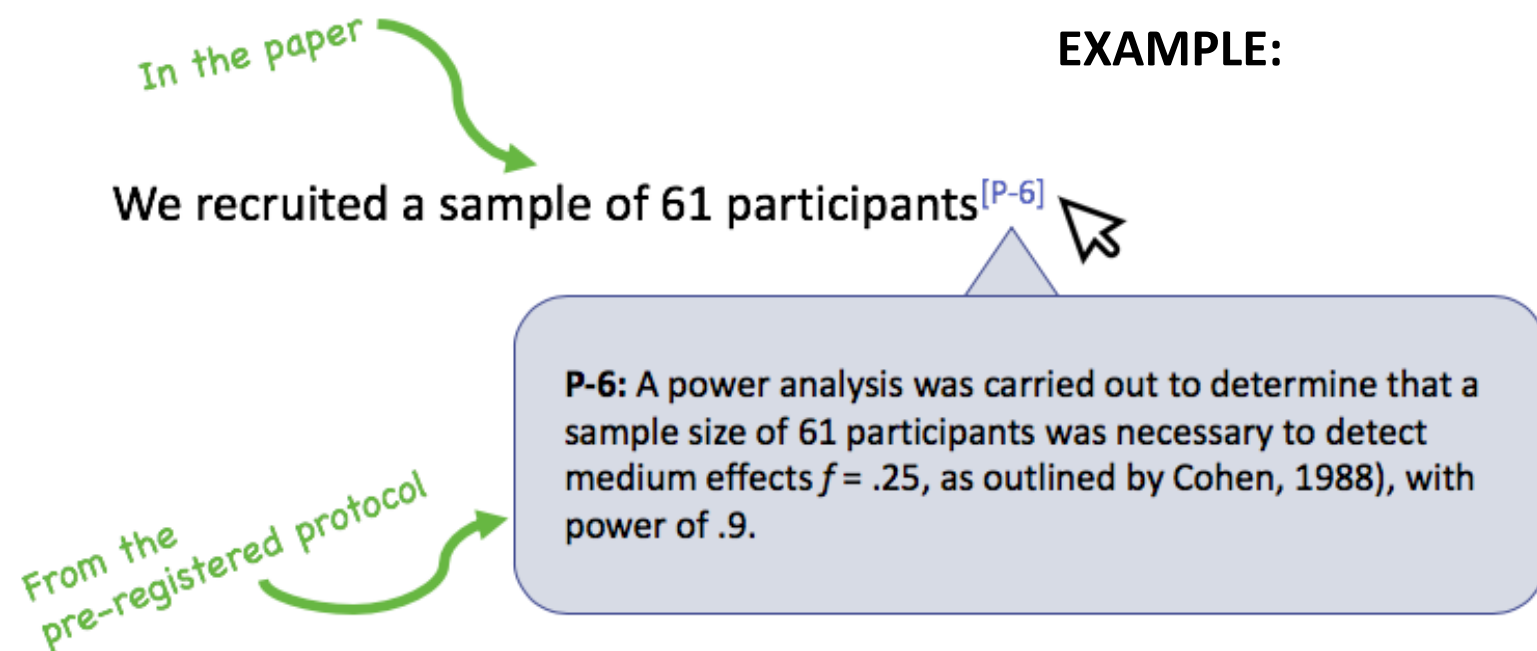 In the paper
EXAMPLE:
We recruited a sample of 61 participants[P-6]
P-6: A power analysis was carried out to determine that a
sample size of 61 participants was necessary to detect
medium effects f = .25, as outlined by Cohen, 1988), with
power of .9.
From the
pre-registered protocol